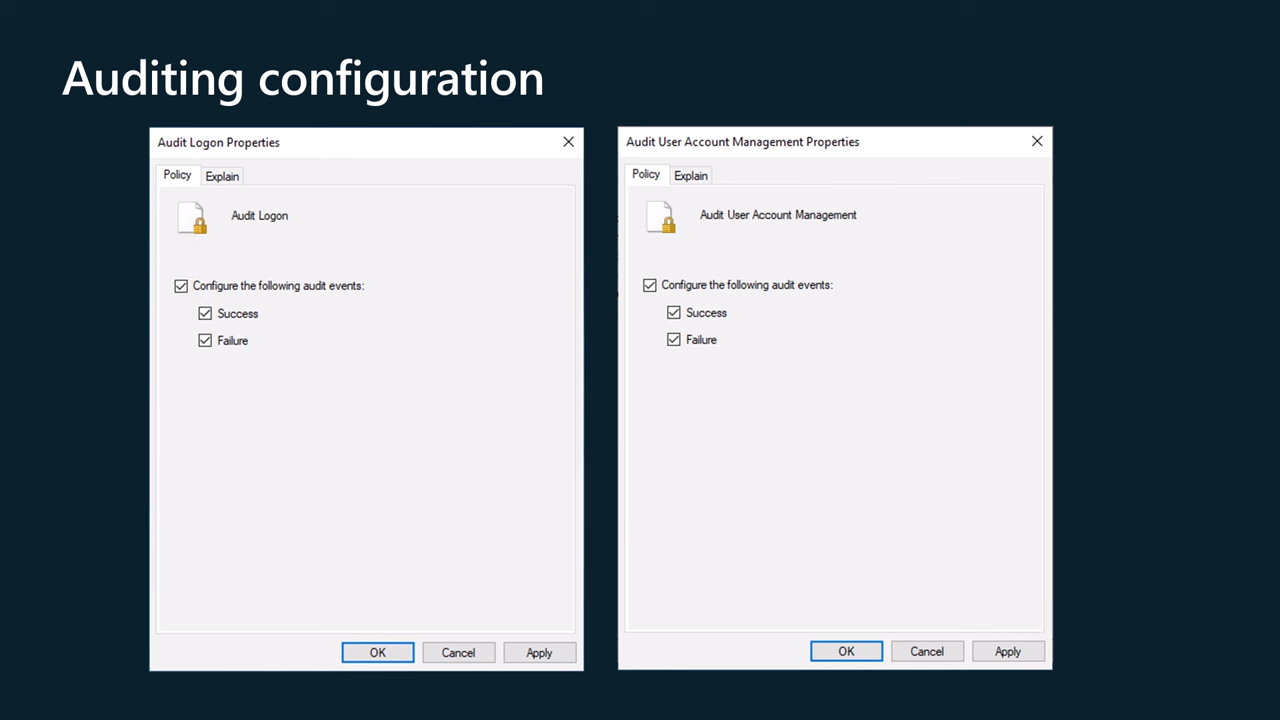 Auditing configuration
Audit Logon Properties
Policy
Explain
Audit Logon
Configure the following audit events:
Success
Failure
OK
Cancel
Apply
Audit User Account Management Properties
Policy
Explain
Audit User Account Management
Configure the following audit events:
Success
Failure
OK
Cancel
Apply